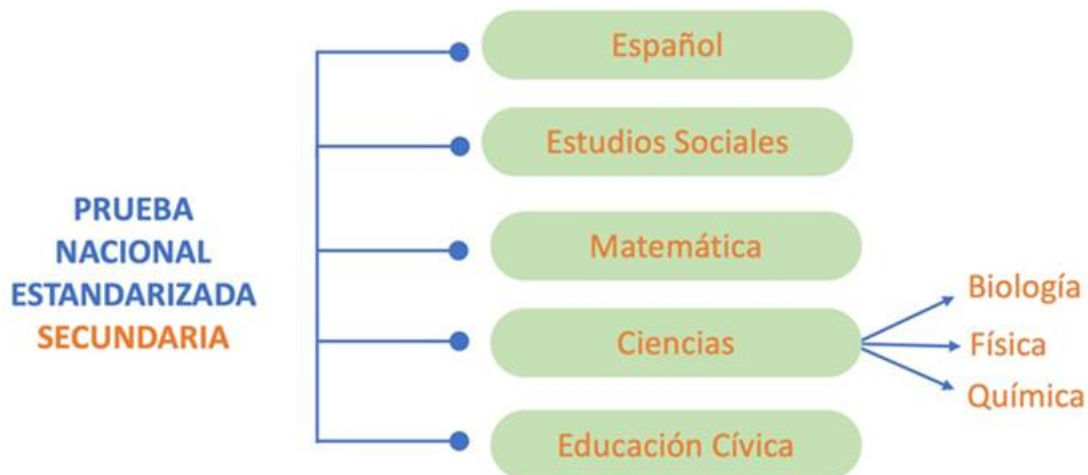 PRUEBA
NACIONAL
ESTANDARIZADA
SECUNDARIA
Español
Estudios Sociales
Matemática
Ciencias
Biología
Física
Química
Educación Cívica